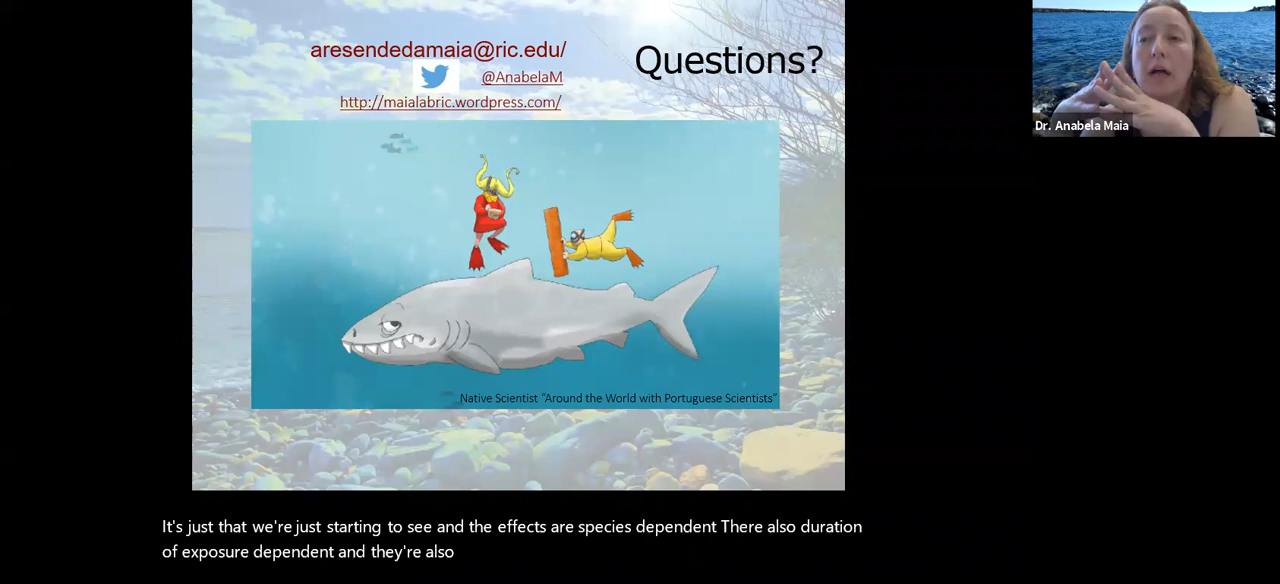 aresendedamaia@ric.edu/
Questions?
@AnabelaM
http://maialabric.wordpress.com/
Dr. Anabela Maia
Native Scientist “Around the World with Portuguese Scientists”
It's just that we're just starting to see and the effects are species dependent There also duration
of exposure dependent and they're also